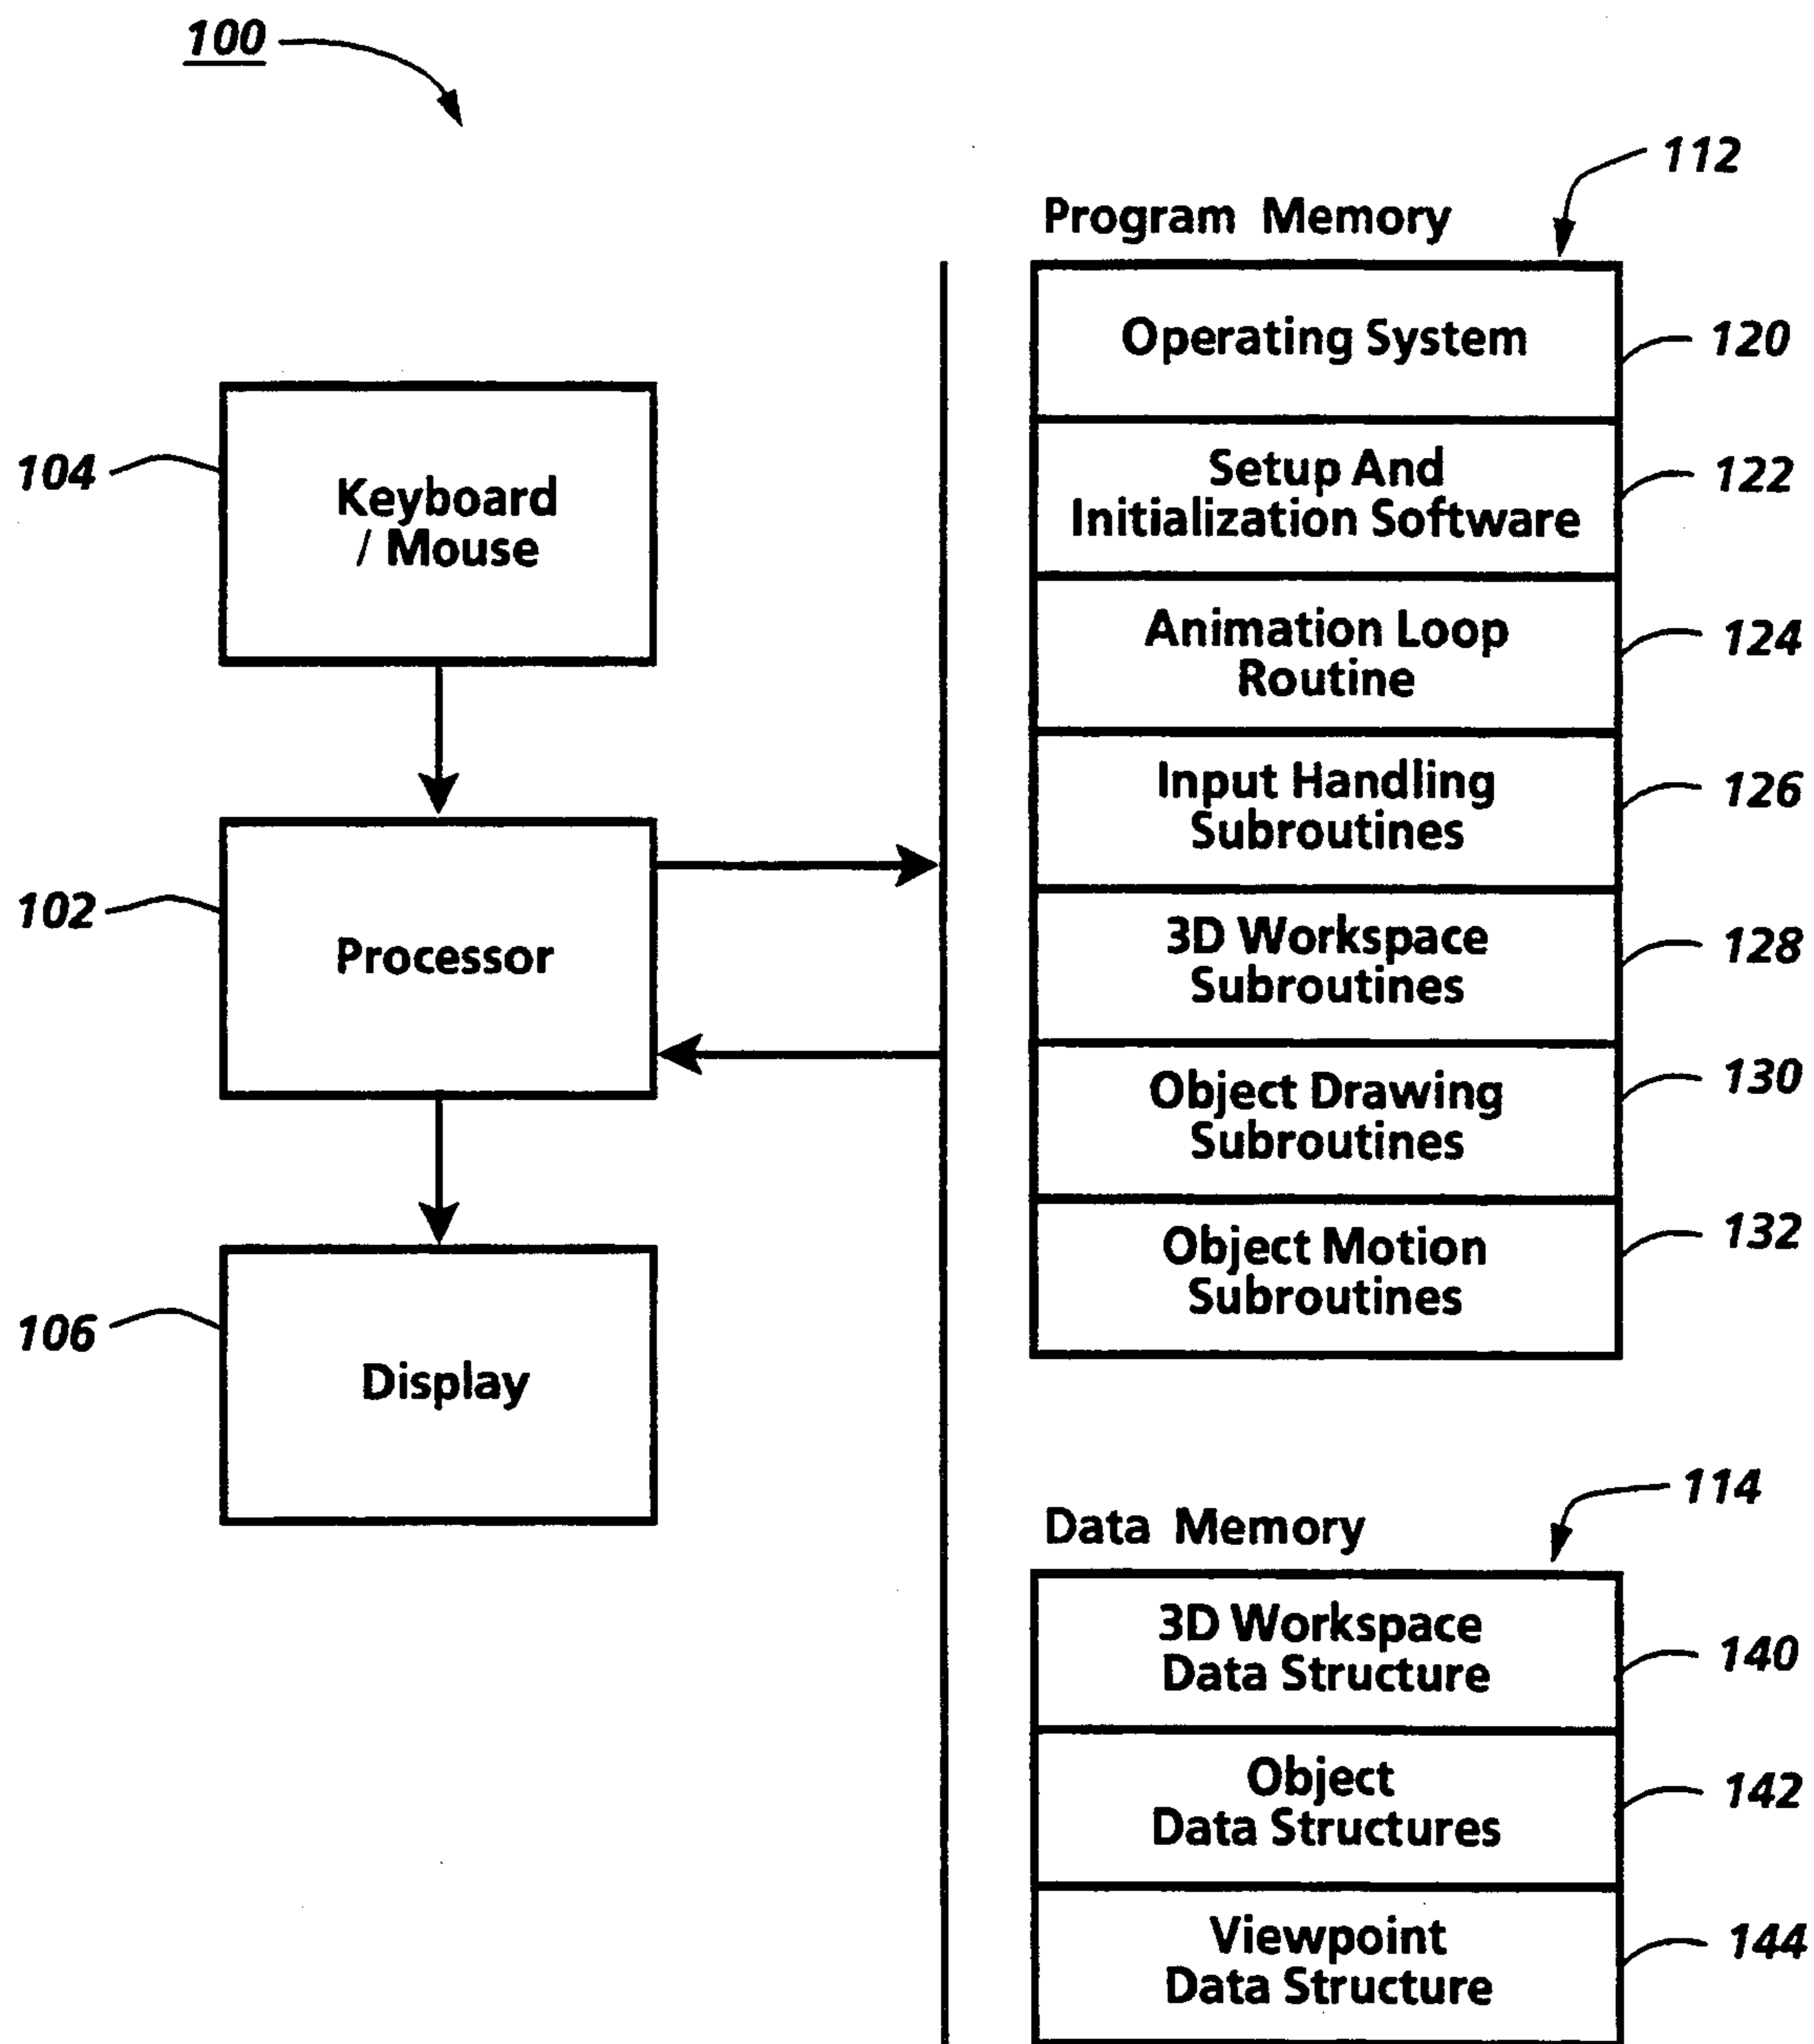 100
112
Program Memory
Operating System
120
Setup And
Initialization Software
122
Animation Loop
Routine
124
Input Handling
Subroutines
126
3D Workspace
Subroutines
128
Object Drawing
Subroutines
130
Object Motion
Subroutines
132
104
Keyboard
/ Mouse
102
Processor
106
Display
114
Data Memory
3D Workspace
Data Structure
140
Object
Data Structures
142
Viewpoint
Data Structure
144